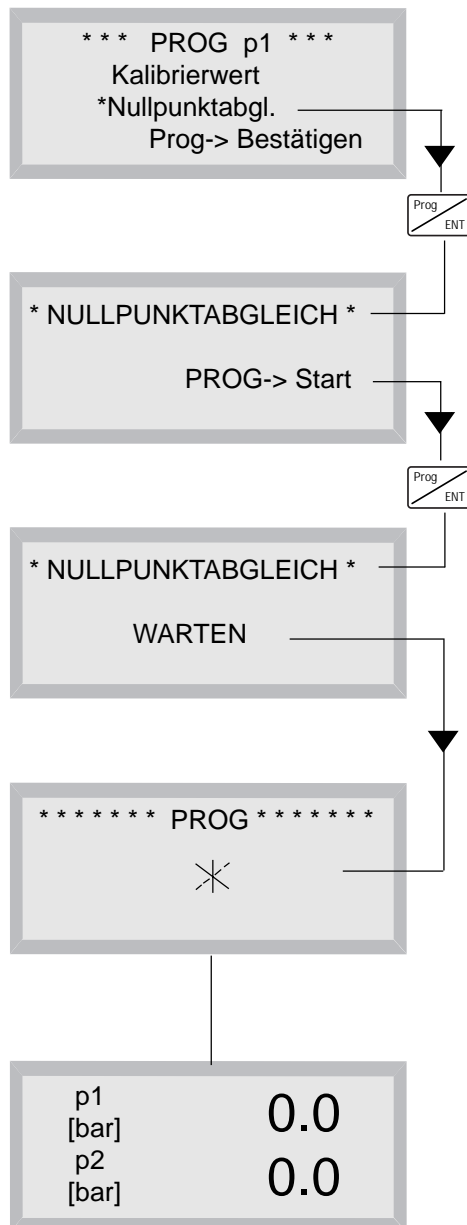 * * * PROG p1 * * *
Kalibrierwert
*Nullpunktabgl.
Prog-> Bestätigen
Prog
ENT
* NULLPUNKTABGLEICH *
PROG-> Start
Prog
ENT
* NULLPUNKTABGLEICH *
WARTEN
* * * * * * * PROG * * * * * * *
p1 0.0
[bar]
p2 0.0
[bar]